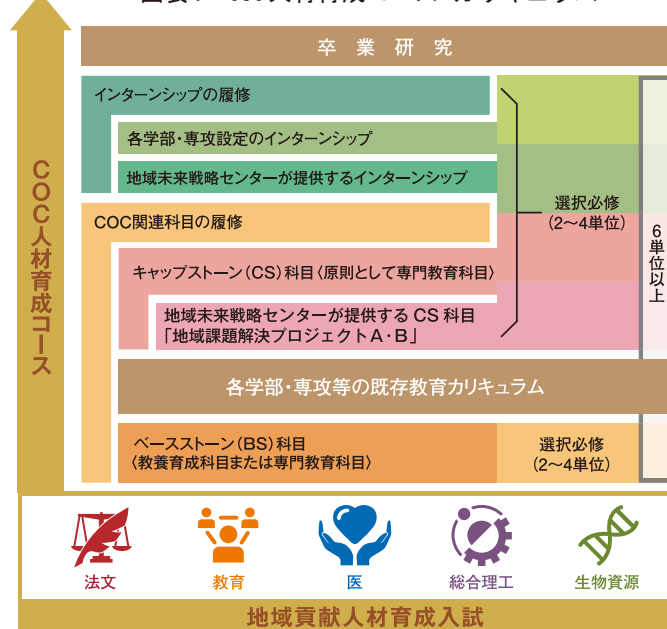 卒業研究
インターンシップの履修
各学部・専攻設定のインターンシップ
地域未来戦略センターが提供するインターンシップ
選択必修
(2〜4単位)
COC関連科目の履修
キャップストーン(CS)科目〈原則として専門教育科目〉
地域未来戦略センターが提供する CS 科目
「地域課題解決プロジェクトA・B」
6単位以上
各学部・専攻等の既存教育カリキュラム
ベースストーン(BS)科目
〈教養育成科目または専門教育科目〉
選択必修
(2〜4単位)
COC人材育成コース
法文
教育
医
総合理工
生物資源
地域貢献人材育成入試